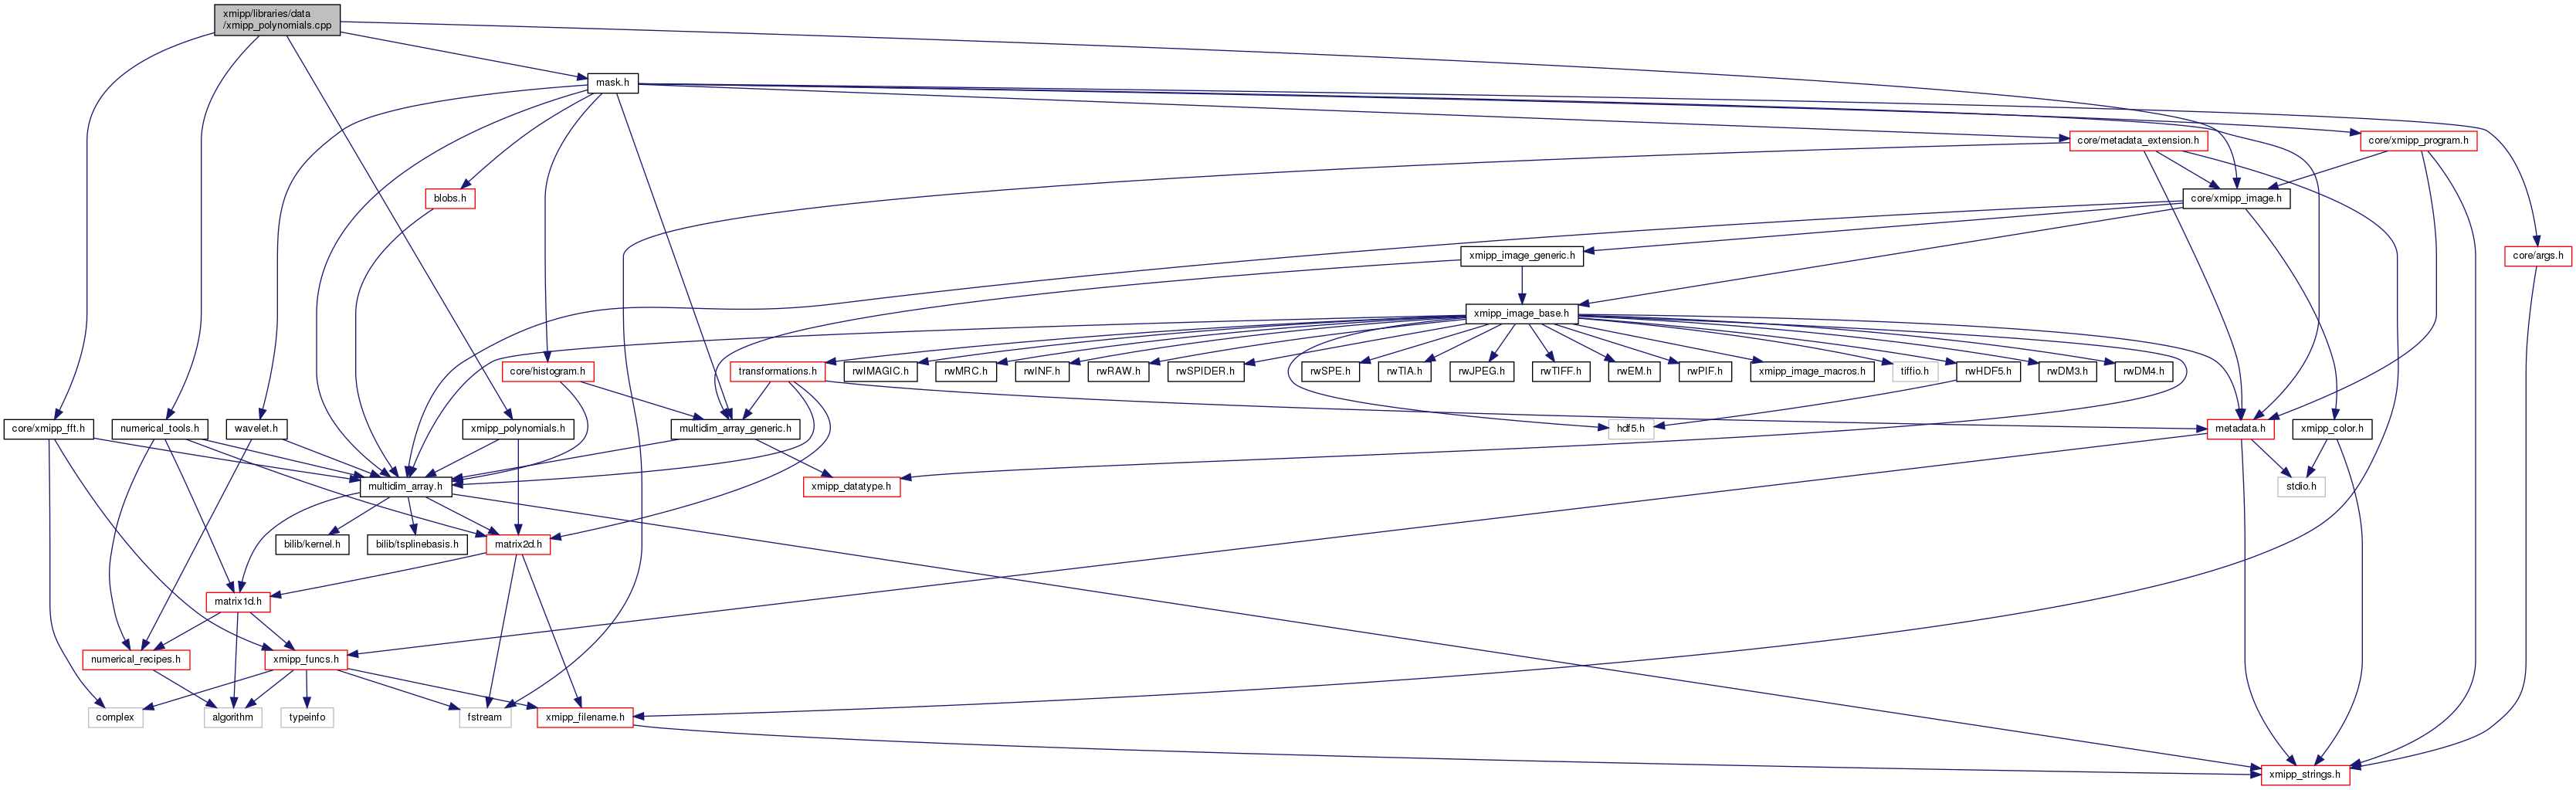 xmipp/libraries/data
/xmipp_polynomials.cpp
mask.h
core/metadata_extension.h
core/xmipp_program.h
blobs.h
core/xmipp_image.h
xmipp_image_generic.h
core/args.h
xmipp_image_base.h
core/histogram.h
transformations.h
rwIMAGIC.h
rwMRC.h
rwINF.h
rwRAW.h
rwSPIDER.h
rwSPE.h
rwTIA.h
rwJPEG.h
rwTIFF.h
rwEM.h
rwPIF.h
xmipp_image_macros.h
tiffio.h
rwHDF5.h
rwDM3.h
rwDM4.h
core/xmipp_fft.h
numerical_tools.h
wavelet.h
xmipp_polynomials.h
multidim_array_generic.h
hdf5.h
metadata.h
xmipp_color.h
multidim_array.h
xmipp_datatype.h
stdio.h
bilib/kernel.h
bilib/tsplinebasis.h
matrix2d.h
matrix1d.h
numerical_recipes.h
xmipp_funcs.h
complex
algorithm
typeinfo
fstream
xmipp_filename.h
xmipp_strings.h